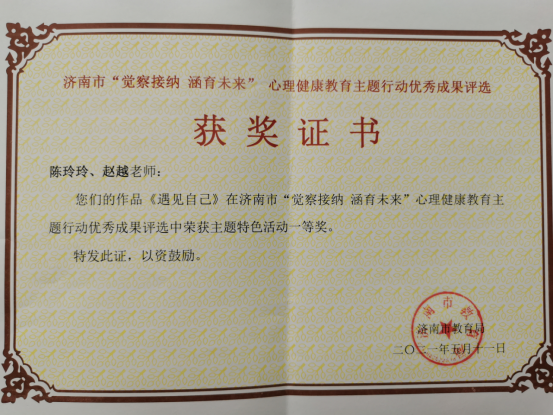 济南市“觉察接纳 涵育未来” 心理健康教育主题行动优秀成果评选
获奖证书
陈玲玲、赵越老师：
您们的作品《遇见自己》在济南市“觉察接纳 涵育未来”心理健康教育主
题行动优秀成果评选中荣获主题特色活动一等奖。
特发此证，以资鼓励。
济南市教育局
二〇二一年五月十一日